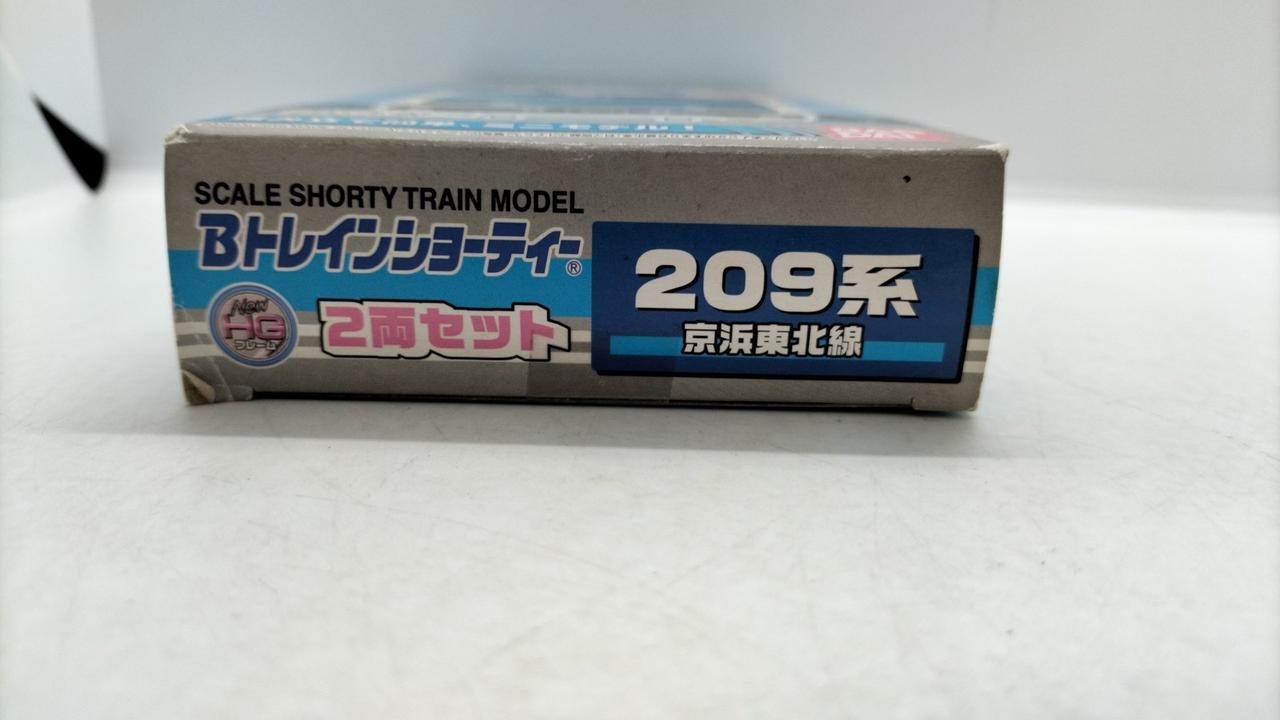 SCALE SHORTY TRAIN MODEL
Bトレインショーティー®
New
HG
フレーム
2両セット
209系
京浜東北線